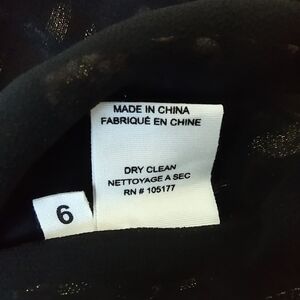 MADE IN CHINA
FABRIQUÉ EN CHINE
DRY CLEAN
NETTOYAGE A SEC
RN # 105177
6